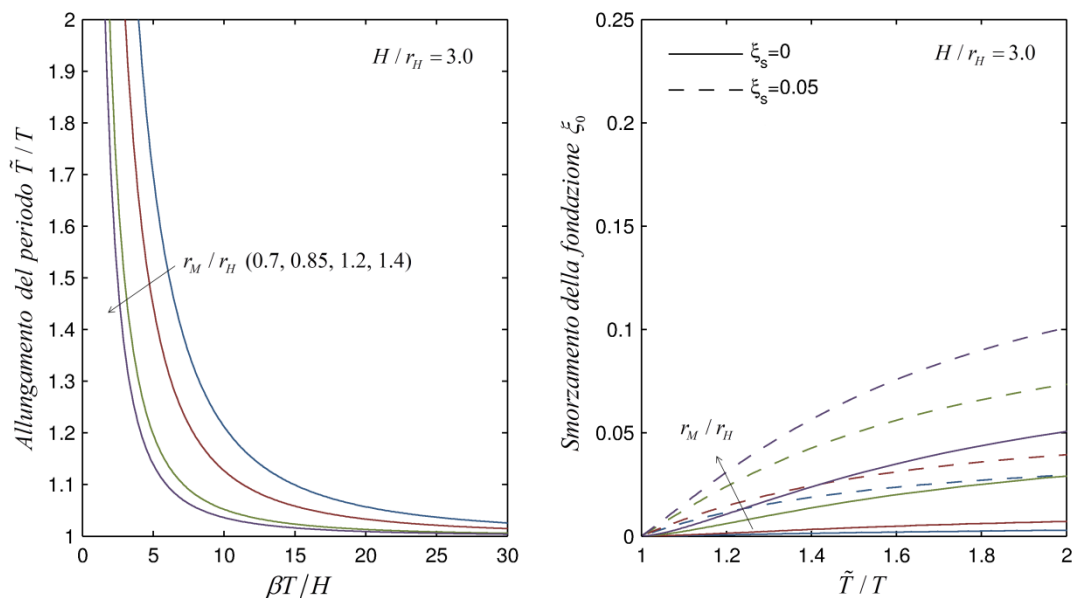 Allungamento del periodo T̃ / T
2
1.9
1.8
1.7
1.6
1.5
1.4
1.3
1.2
1.1
1
H / r_H = 3.0
r_M / r_H (0.7, 0.85, 1.2, 1.4)
0 5 10 15 20 25 30
βT/H
Smorzamento della fondazione ξ₀
0.25
0.2
0.15
0.1
0.05
0
ξ_s=0
ξ_s=0.05
H / r_H = 3.0
r_M / r_H
1 1.2 1.4 1.6 1.8 2
T̃ / T